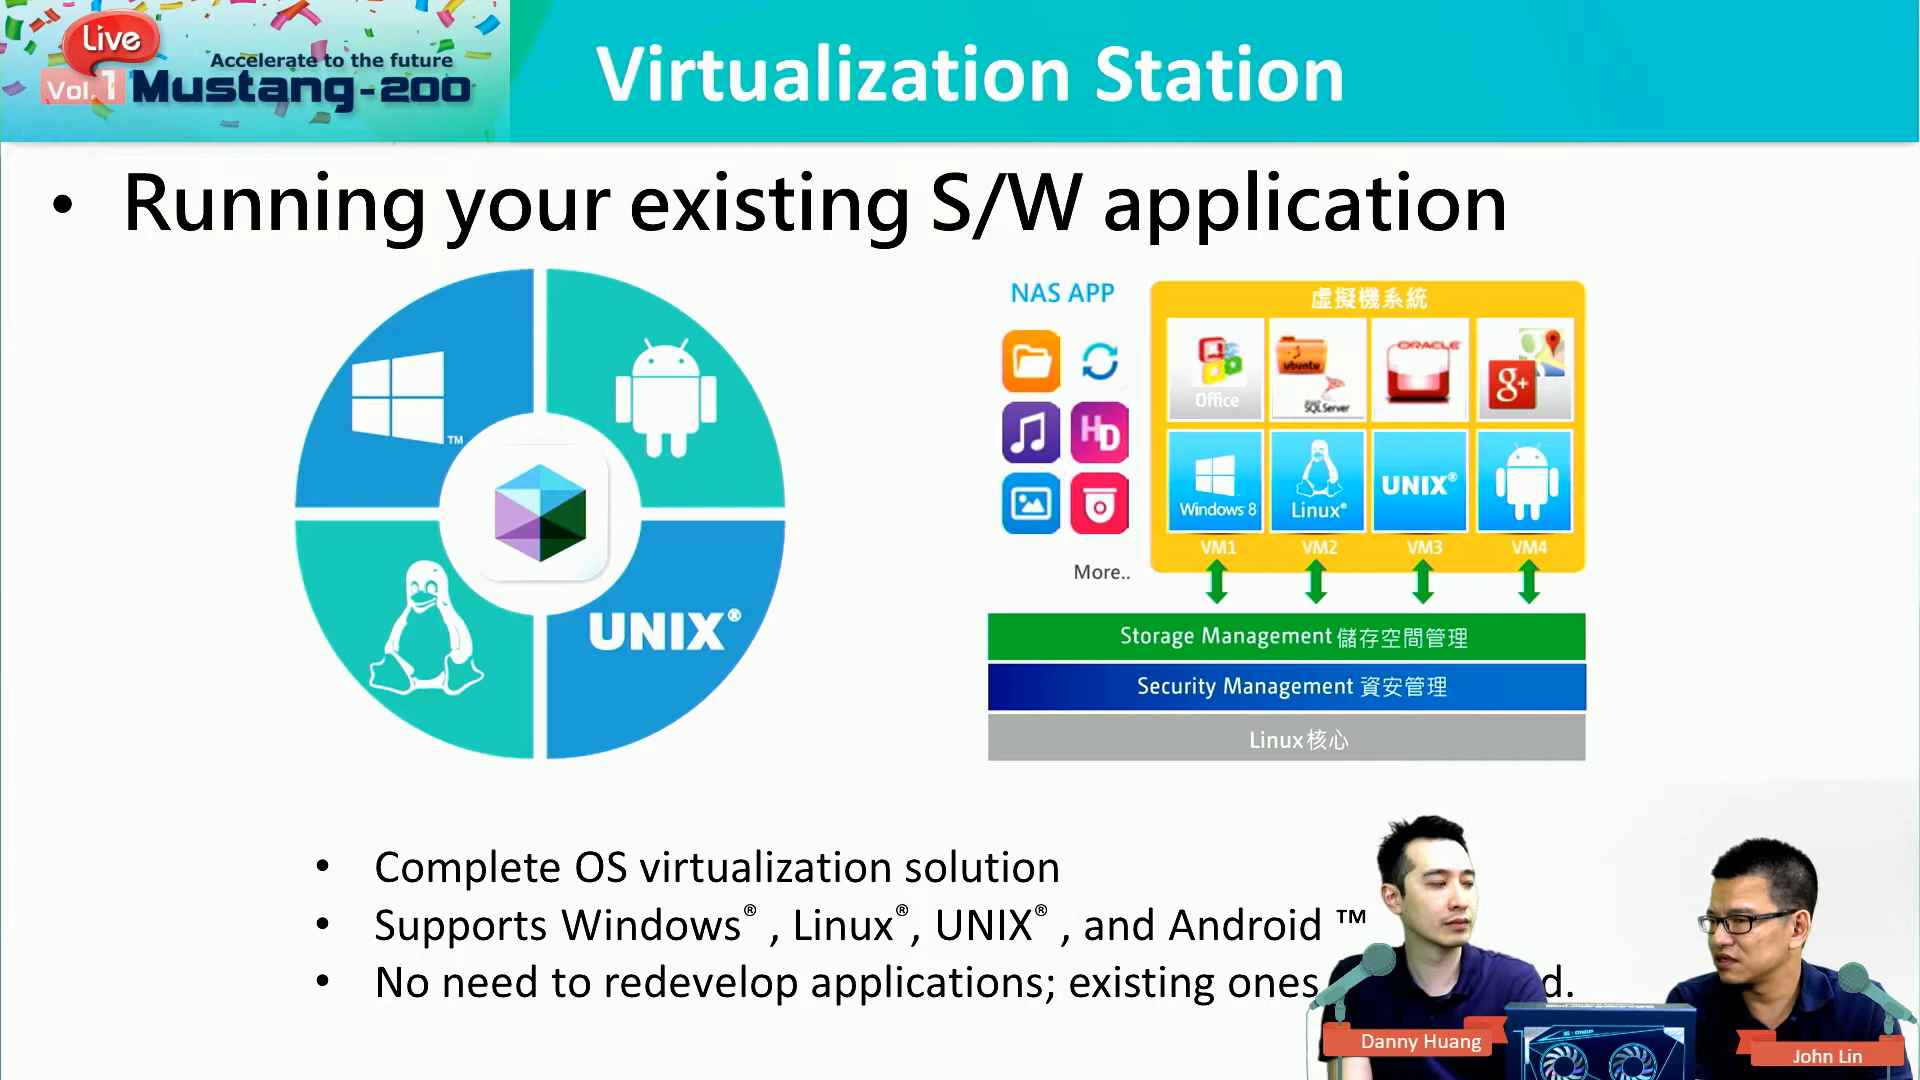 Live
Vol. 1
Accelerate to the future
Mustang-200
Virtualization Station
• Running your existing S/W application
TM
UNIX®
NAS APP
HD
More..
虛擬機系統
Office
ubuntu
SQL Server
ORACLE
g+
Windows 8
Linux®
UNIX®
VM1
VM2
VM3
VM4
Storage Management 儲存空間管理
Security Management 資安管理
Linux核心
• Complete OS virtualization solution
• Supports Windows® , Linux®, UNIX® , and Android ™
• No need to redevelop applications; existing ones
Danny Huang
John Lin
QNAP